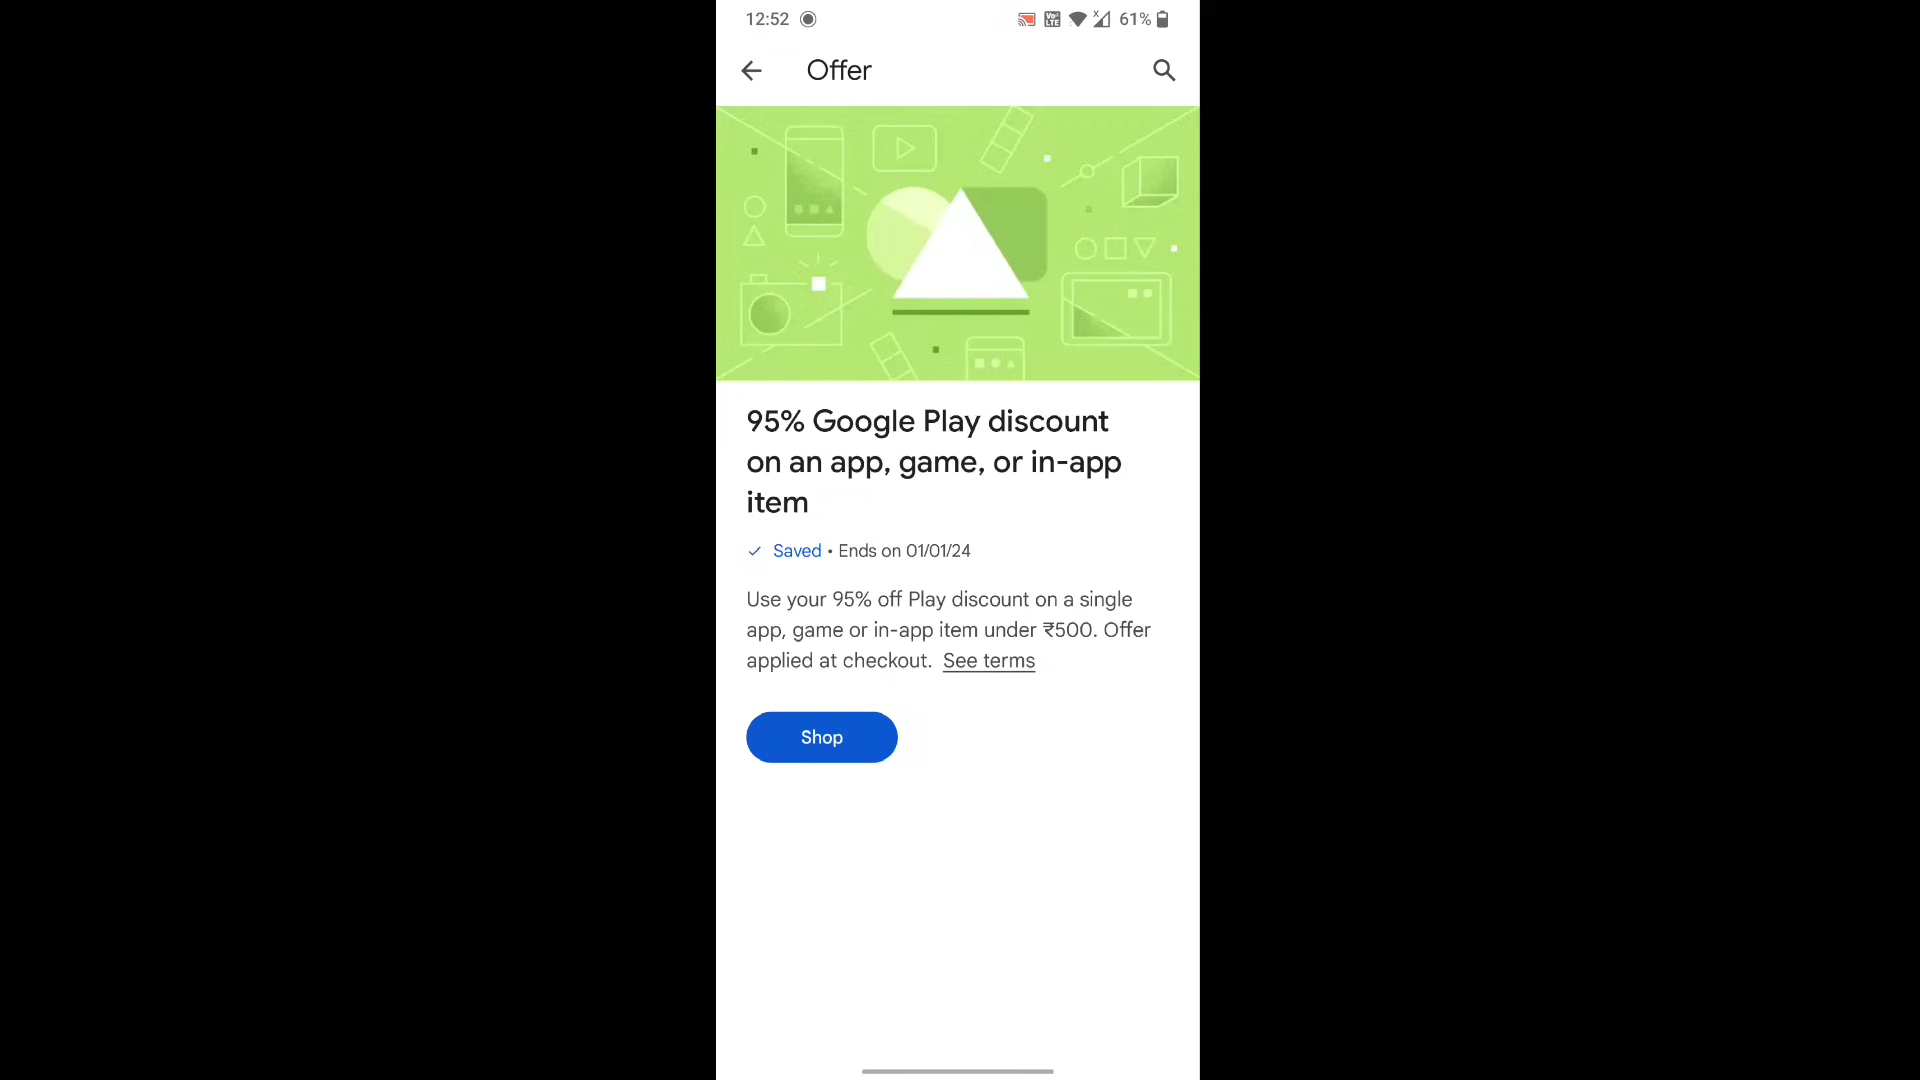 12:52 61%
Offer
95% Google Play discount
on an app, game, or in-app
item
Saved • Ends on 01/01/24
Use your 95% off Play discount on a single
app, game or in-app item under ₹500. Offer
applied at checkout. See terms
Shop